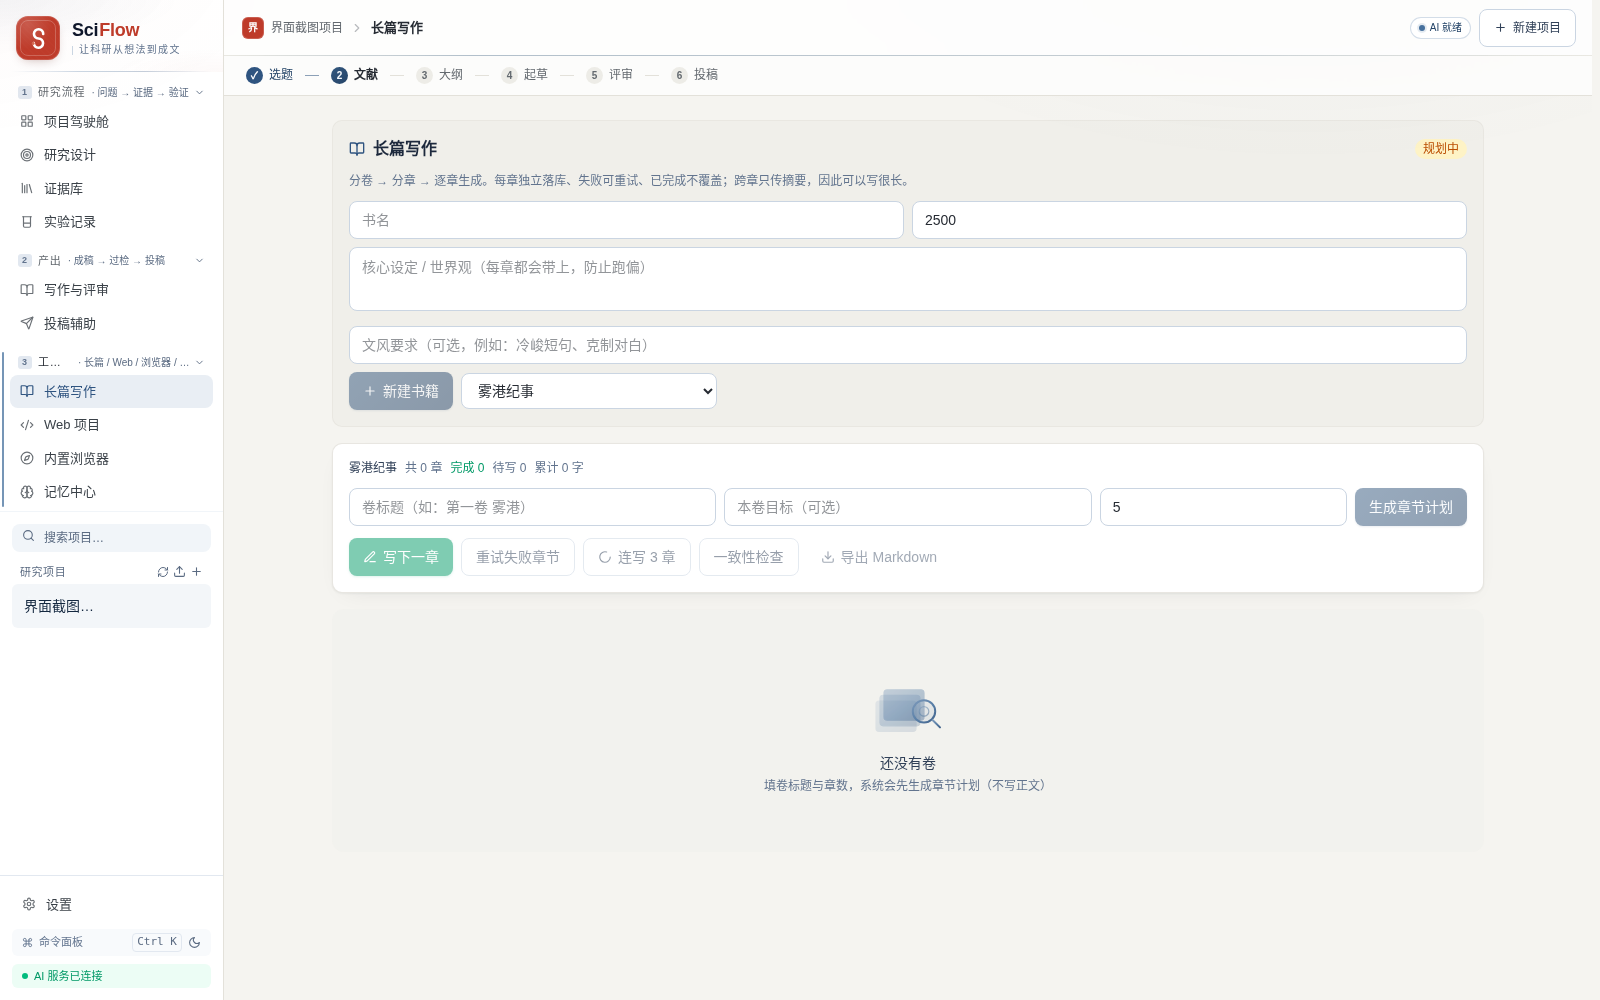 SciFlow
让科研从想法到成文
1 研究流程 · 问题 → 证据 → 验证
项目驾驶舱
研究设计
证据库
实验记录
2 产出 · 成稿 → 过检 → 投稿
写作与评审
投稿辅助
3 工... · 长篇 / Web / 浏览器 / ...
长篇写作
Web 项目
内置浏览器
记忆中心
搜索项目...
研究项目
界面截图...
设置
⌘ 命令面板 Ctrl K
AI 服务已连接
界 界面截图项目 > 长篇写作
AI 就绪
+ 新建项目
✓ 选题 — 2 文献 — 3 大纲 — 4 起草 — 5 评审 — 6 投稿
长篇写作
规划中
分卷 → 分章 → 逐章生成。每章独立落库、失败可重试、已完成不覆盖；跨章只传摘要，因此可以写很长。
书名
2500
核心设定 / 世界观（每章都会带上，防止跑偏）
文风要求（可选，例如：冷峻短句、克制对白）
+ 新建书籍
雾港纪事
雾港纪事 共 0 章 完成 0 待写 0 累计 0 字
卷标题（如：第一卷 雾港）
本卷目标（可选）
5
生成章节计划
写下一章
重试失败章节
连写 3 章
一致性检查
导出 Markdown
还没有卷
填卷标题与章数，系统会先生成章节计划（不写正文）